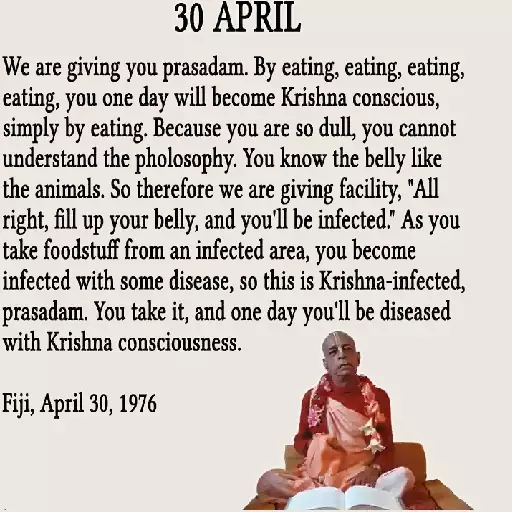 30 APRIL
We are giving you prasadam. By eating, eating, eating,
eating, you one day will become Krishna conscious,
simply by eating. Because you are so dull, you cannot
understand the pholosophy. You know the belly like
the animals. So therefore we are giving facility, "All
right, fill up your belly, and you'll be infected." As you
take foodstuff from an infected area, you become
infected with some disease, so this is Krishna-infected,
prasadam. You take it, and one day you'll be diseased
with Krishna consciousness.
Fiji, April 30, 1976